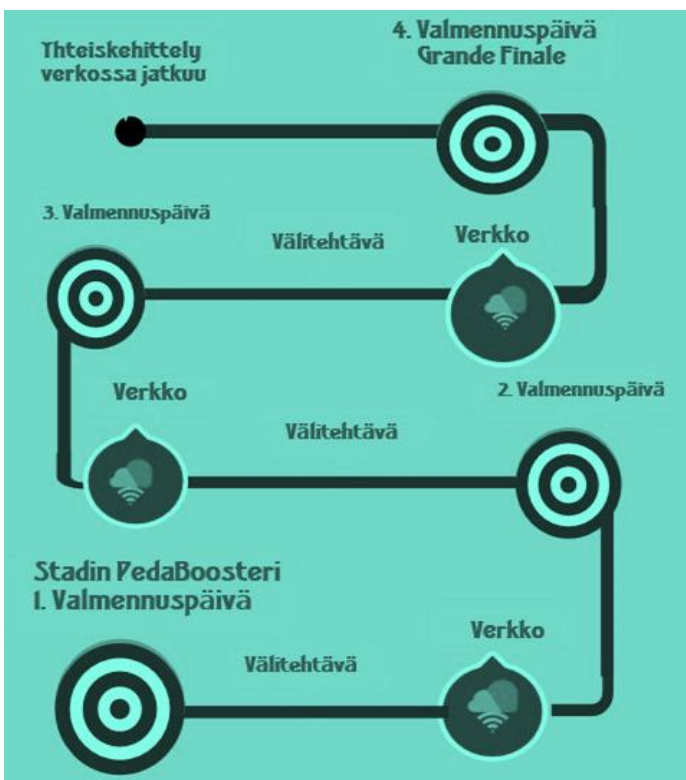 Yhteiskehittely
verkossa jatkuu
4. Valmennuspäivä
Grande Finale
3. Valmennuspäivä
Välitehtävä
Verkko
Verkko
Välitehtävä
2. Valmennuspäivä
Stadin PedaBoosteri
1. Valmennuspäivä
Välitehtävä
Verkko